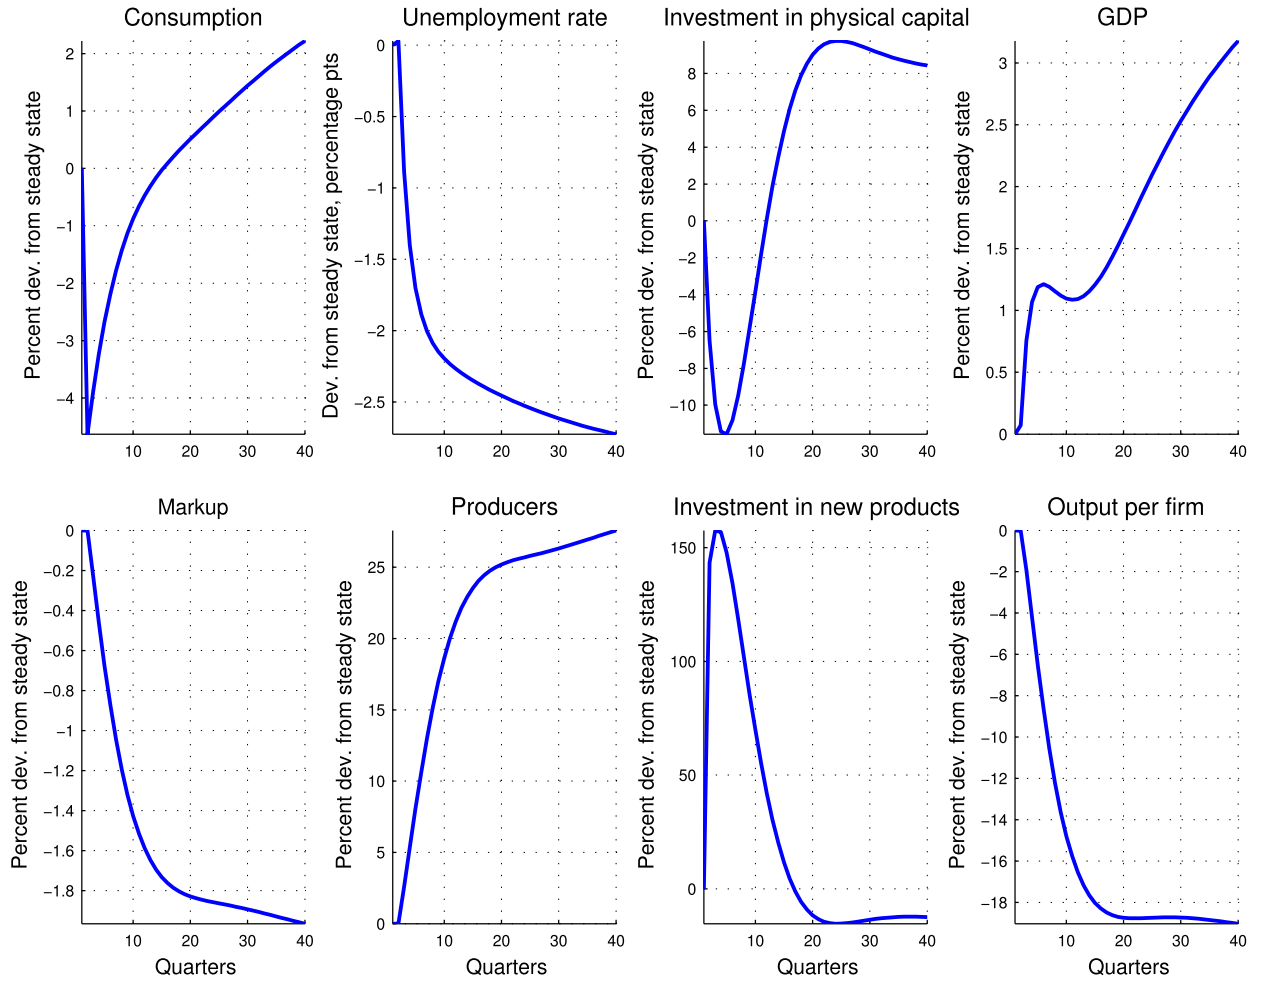 Consumption
Percent dev. from steady state
2
1
0
−1
−2
−3
−4
10 20 30 40
Unemployment rate
Dev. from steady state, percentage pts
0
−0.5
−1
−1.5
−2
−2.5
10 20 30 40
Investment in physical capital
Percent dev. from steady state
8
6
4
2
0
−2
−4
−6
−8
−10
10 20 30 40
GDP
Percent dev. from steady state
3
2.5
2
1.5
1
0.5
0
10 20 30 40
Markup
Percent dev. from steady state
0
−0.2
−0.4
−0.6
−0.8
−1
−1.2
−1.4
−1.6
−1.8
10 20 30 40
Quarters
Producers
Percent dev. from steady state
25
20
15
10
5
0
10 20 30 40
Quarters
Investment in new products
Percent dev. from steady state
150
100
50
0
10 20 30 40
Quarters
Output per firm
Percent dev. from steady state
0
−2
−4
−6
−8
−10
−12
−14
−16
−18
10 20 30 40
Quarters